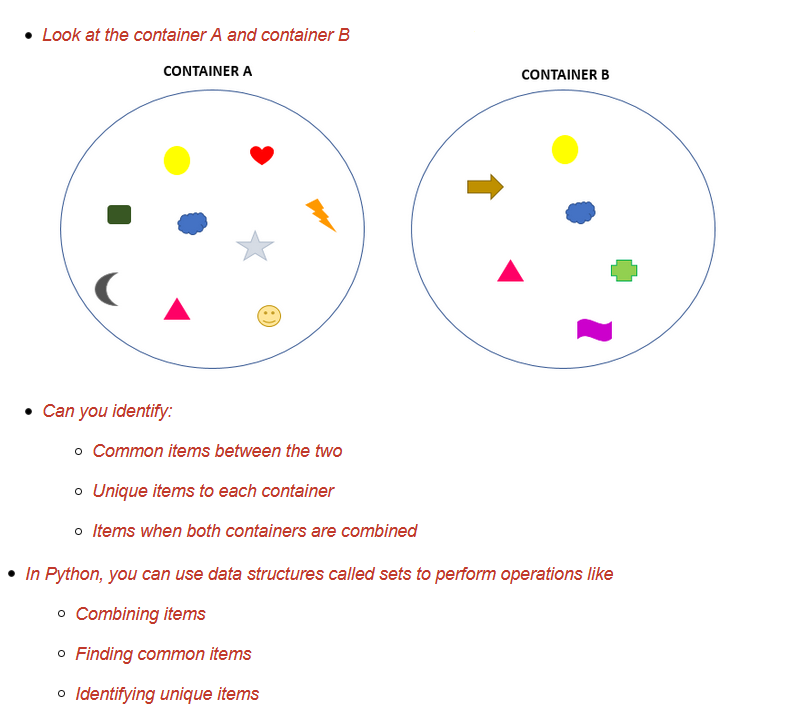 Look at the container A and container B
CONTAINER A
CONTAINER B
Can you identify:
Common items between the two
Unique items to each container
Items when both containers are combined
In Python, you can use data structures called sets to perform operations like
Combining items
Finding common items
Identifying unique items